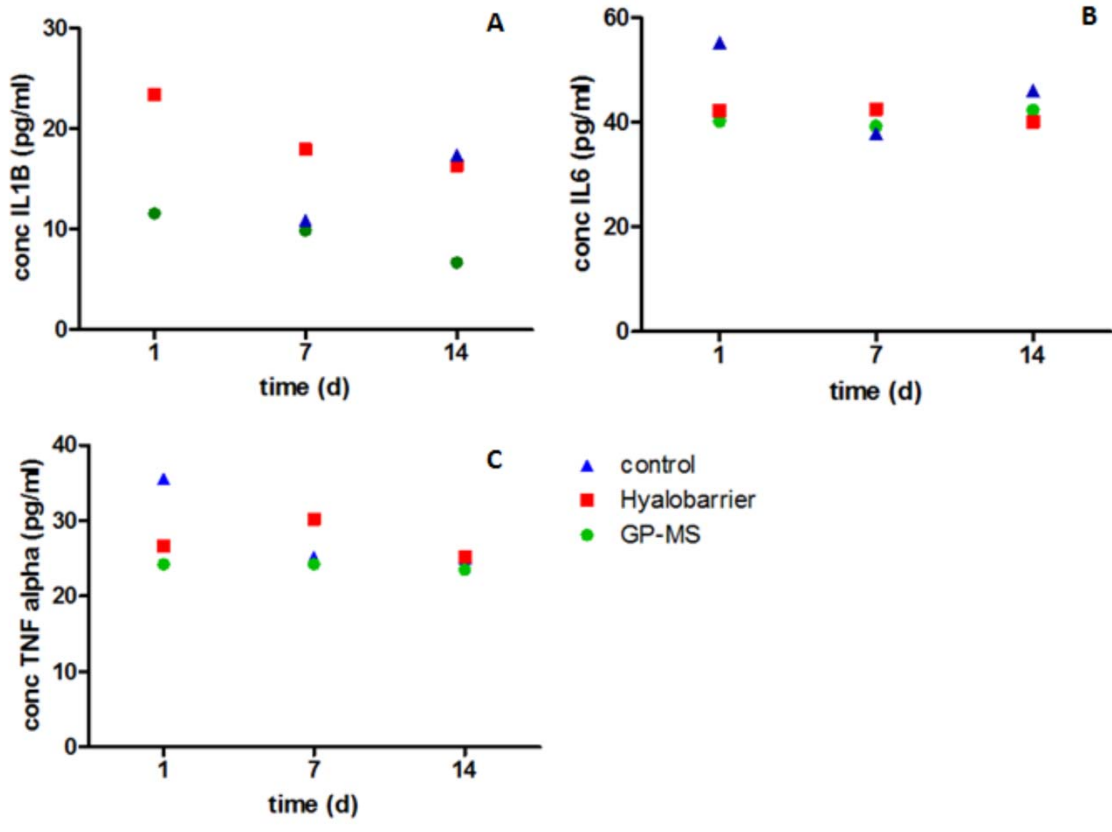 A
30
20
10
0
conc IL1B (pg/ml)
1 7 14
time (d)
B
60
40
20
0
conc IL6 (pg/ml)
1 7 14
time (d)
C
40
30
20
10
0
conc TNF alpha (pg/ml)
1 7 14
time (d)
control
Hyalobarrier
GP-MS